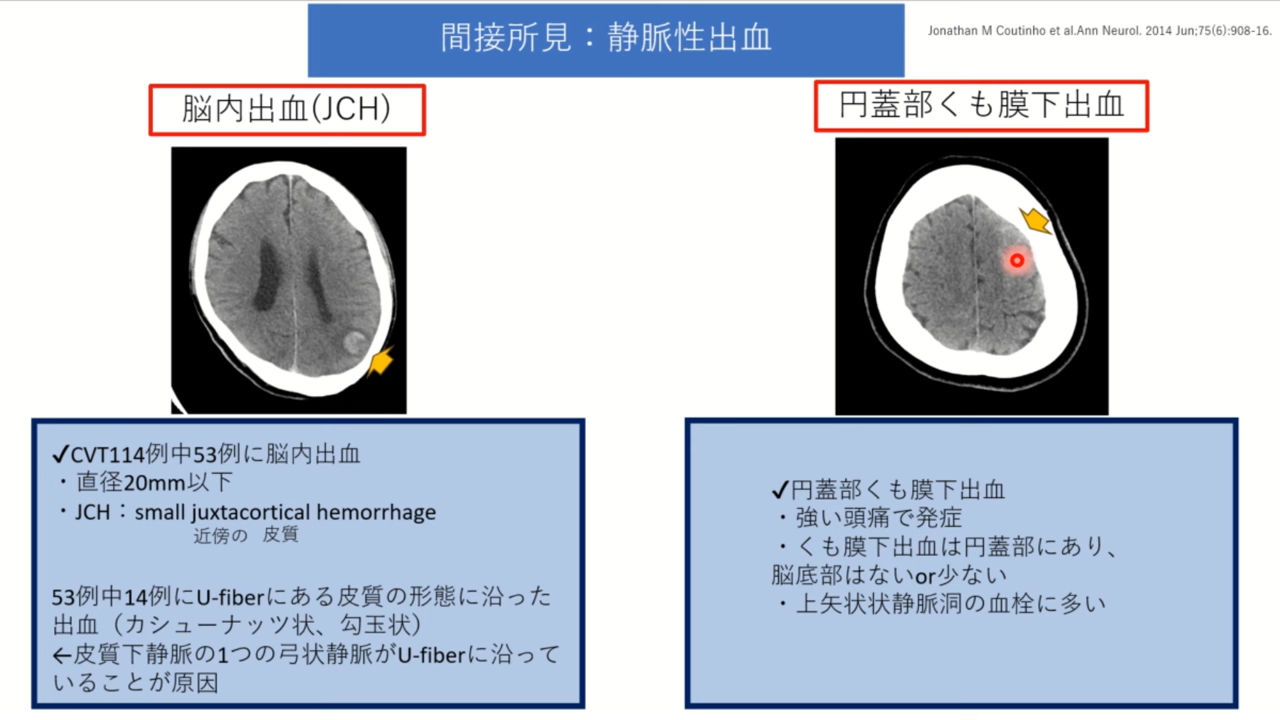 間接所見：静脈性出血
Jonathan M Coutinho et al.Ann Neurol. 2014 Jun;75(6):908-16.
脳内出血(JCH)
円蓋部くも膜下出血
✓CVT114例中53例に脳内出血
・直径20mm以下
・JCH：small juxtacortical hemorrhage
近傍の 皮質
53例中14例にU-fiberにある皮質の形態に沿った
出血（カシューナッツ状、勾玉状）
←皮質下静脈の1つの弓状静脈がU-fiberに沿って
いることが原因
✓円蓋部くも膜下出血
・強い頭痛で発症
・くも膜下出血は円蓋部にあり、
脳底部はないor少ない
・上矢状状静脈洞の血栓に多い